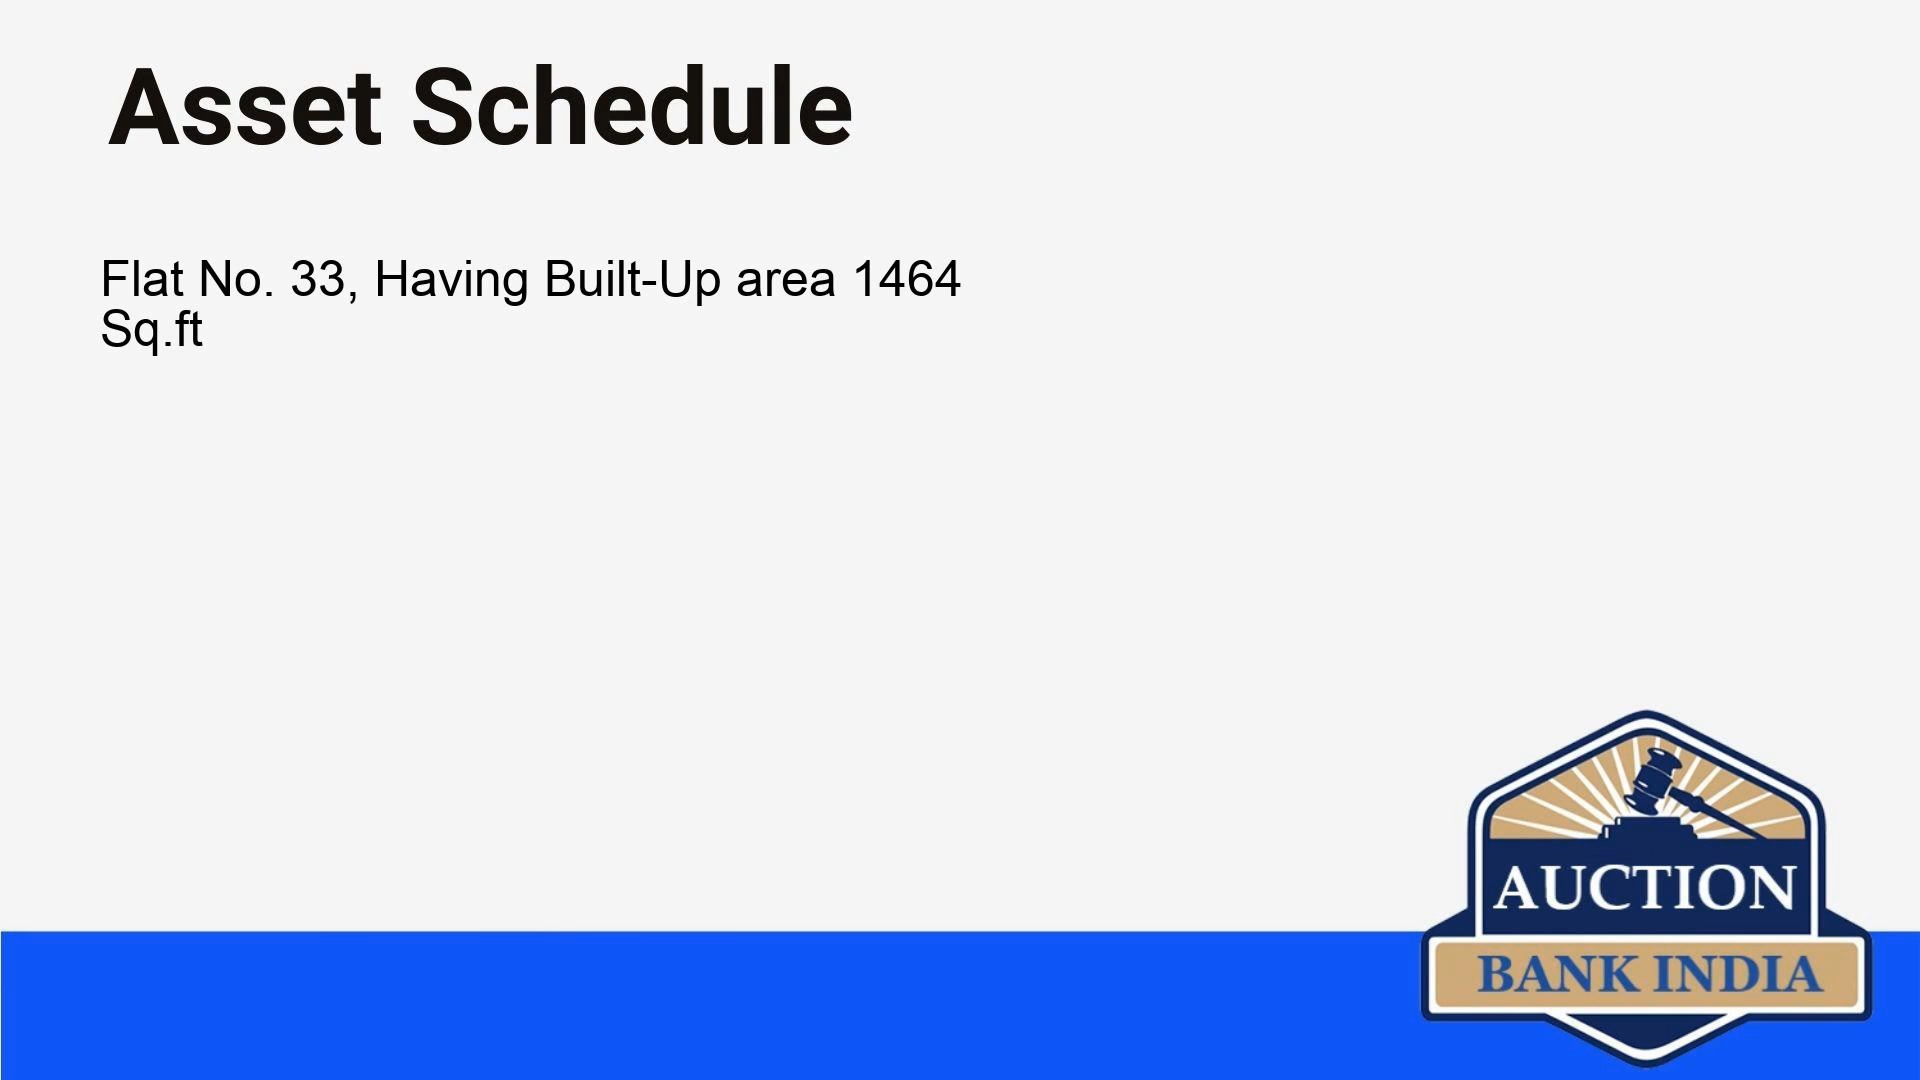 Asset Schedule
Flat No. 33, Having Built-Up area 1464
Sq.ft
AUCTION
BANK INDIA